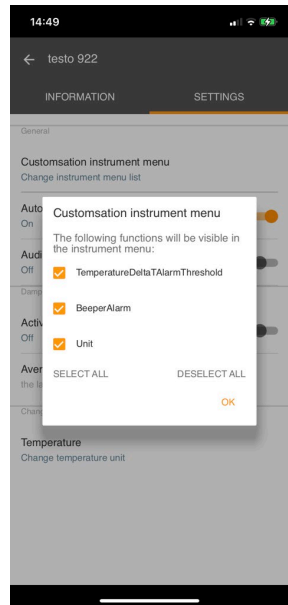 14:49
testo 922
INFORMATION SETTINGS
General
Customsation instrument menu
Change instrument menu list
Auto
On
Customsation instrument menu
The following functions will be visible in
the instrument menu:
Audi
Off
TemperatureDeltaTAlarmThreshold
Damp
BeeperAlarm
Activ
Off
Unit
Aver
the la
SELECT ALL DESELECT ALL
OK
Chang
Temperature
Change temperature unit